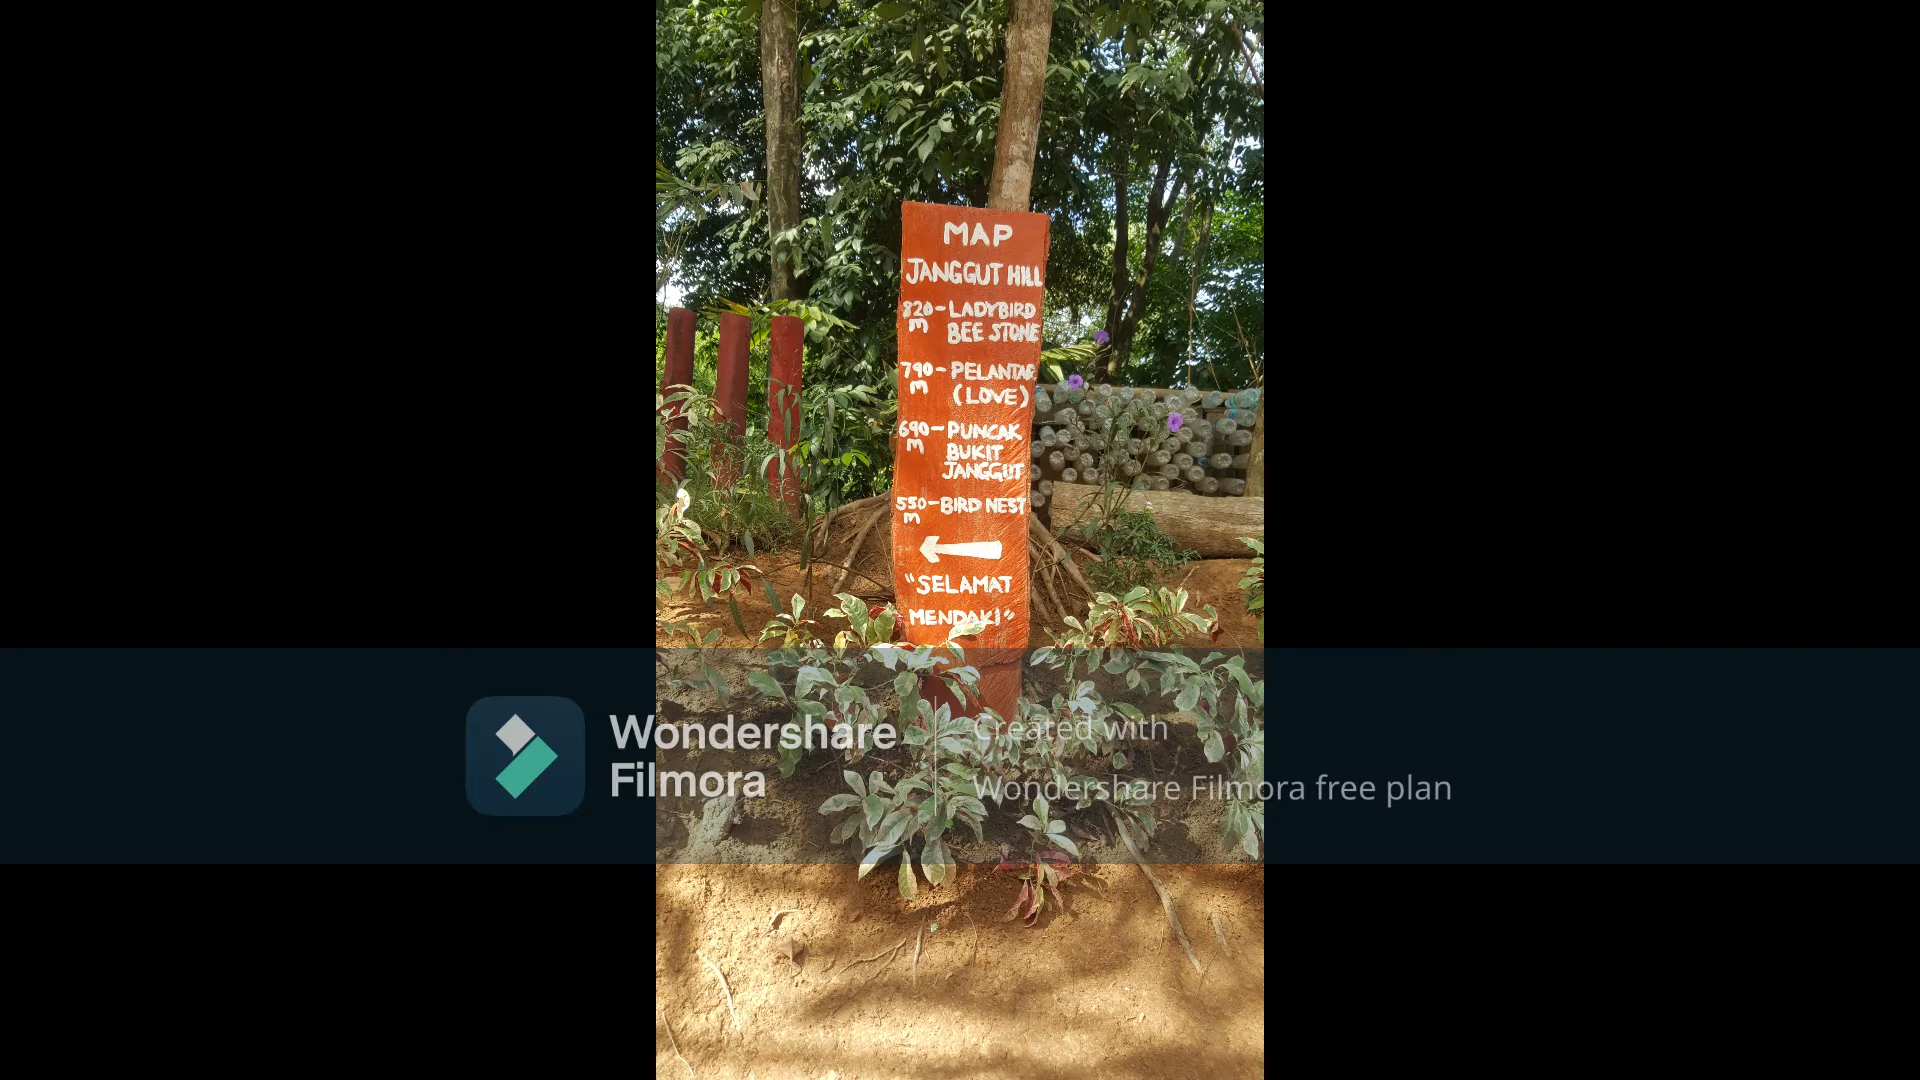 MAP
JANGGUT HILL
820 - LADYBIRD
m BEE STONE
790 - PELANTAR
m (LOVE)
690 - PUNCAK
m BUKIT
JANGGUT
550 - BIRD NEST
m
"SELAMAT
MENDAKI"
Wondershare
Filmora
Created with
Wondershare Filmora free plan